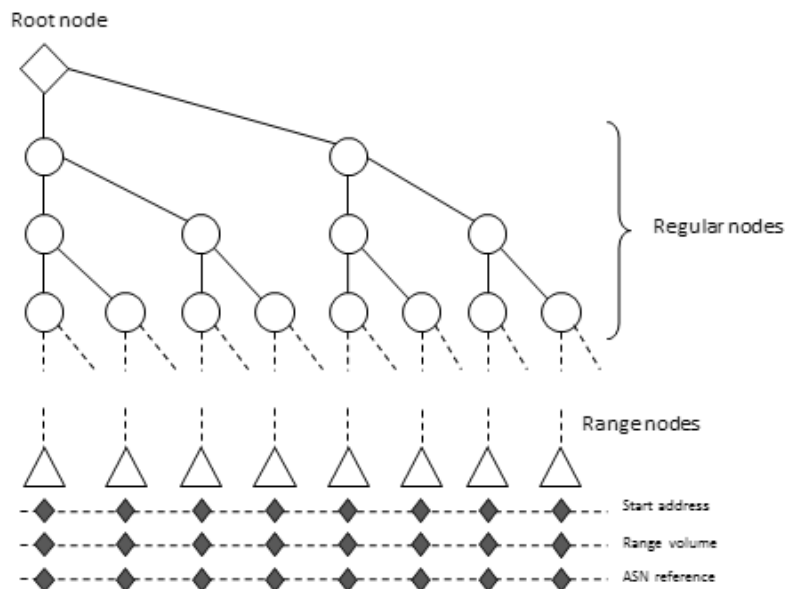 Root node
Regular nodes
Range nodes
Start address
Range volume
ASN reference